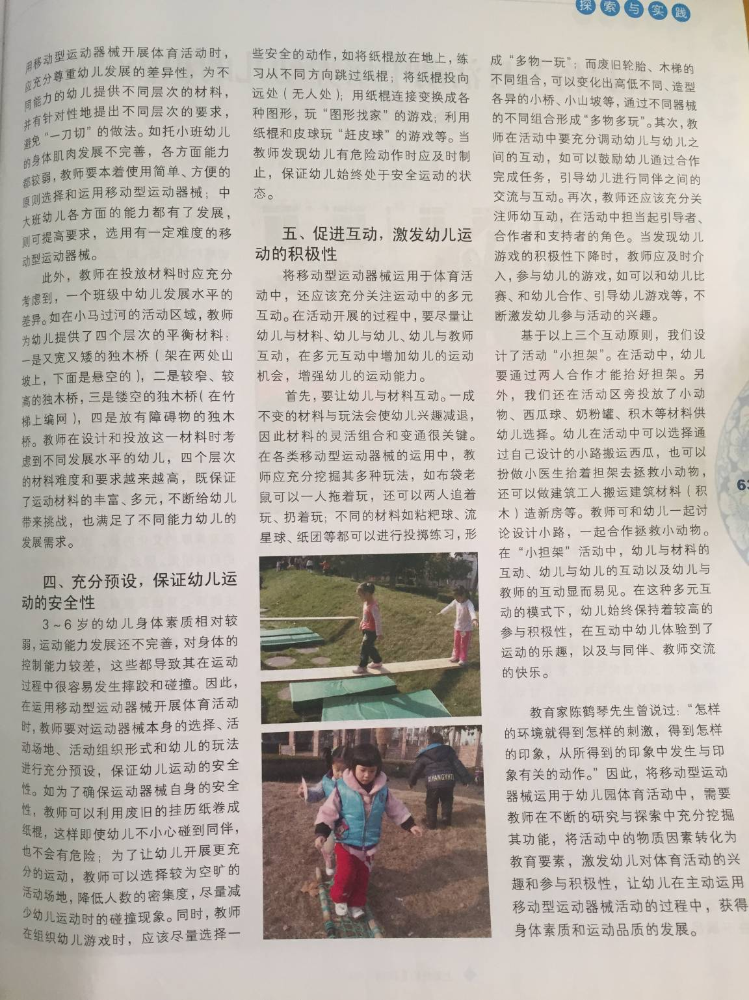 探索与实践
用移动型运动器械开展体育活动时，
应充分尊重幼儿发展的差异性，为不
同能力的幼儿提供不同层次的材料，
并有针对性地提出不同层次的要求，
避免“一刀切”的做法。如托小班幼儿
的身体肌肉发展不完善，各方面能力
都较弱，教师要本着使用简单、方便的
原则选择和运用移动型运动器械；中
大班幼儿各方面的能力都有了发展，
则可提高要求，选用有一定难度的移
动型运动器械。
此外，教师在投放材料时应充分
考虑到，一个班级中幼儿发展水平的
差异。如在小马过河的活动区域，教师
为幼儿提供了四个层次的平衡材料：
一是又宽又矮的独木桥（架在两处山
坡上，下面是悬空的），二是较窄、较
高的独木桥，三是镂空的独木桥（在竹
梯上编网），四是放有障碍物的独木
桥。教师在设计和投放这一材料时考
虑到不同发展水平的幼儿，四个层次
的材料难度和要求越来越高，既保证
了运动材料的丰富、多元，不断给幼儿
带来挑战，也满足了不同能力幼儿的
发展需求。
四、充分预设，保证幼儿运
动的安全性
3～6岁的幼儿身体素质相对较
弱，运动能力发展还不完善，对身体的
控制能力较差，这些都导致其在运动
过程中很容易发生摔跤和碰撞。因此，
在运用移动型运动器械开展体育活动
时，教师要对运动器械本身的选择、活
动场地、活动组织形式和幼儿的玩法
进行充分预设，保证幼儿运动的安全
性。如为了确保运动器械自身的安全
性，教师可以利用废旧的挂历纸卷成
纸棍，这样即使幼儿不小心碰到同伴，
也不会有危险；为了让幼儿开展更充
分的运动，教师可以选择较为空旷的
活动场地，降低人数的密集度，尽量减
少幼儿运动时的碰撞现象。同时，教师
在组织幼儿游戏时，应该尽量选择一
些安全的动作，如将纸棍放在地上，练
习从不同方向跳过纸棍；将纸棍投向
远处（无人处）；用纸棍连接变换成各
种图形，玩“图形找家”的游戏；利用
纸棍和皮球玩“赶皮球”的游戏等。当
教师发现幼儿有危险动作时应及时制
止，保证幼儿始终处于安全运动的状
态。
五、促进互动，激发幼儿运
动的积极性
将移动型运动器械运用于体育活
动中，还应该充分关注运动中的多元
互动。在活动开展的过程中，要尽量让
幼儿与材料、幼儿与幼儿、幼儿与教师
互动，在多元互动中增加幼儿的运动
机会，增强幼儿的运动能力。
首先，要让幼儿与材料互动。一成
不变的材料与玩法会使幼儿兴趣减退，
因此材料的灵活组合和变通很关键。
在各类移动型运动器械的运用中，教
师应充分挖掘其多种玩法，如布袋老
鼠可以一人拖着玩，还可以两人追着
玩、扔着玩；不同的材料如粘粑球、流
星球、纸团等都可以进行投掷练习，形
XIYANGYHTL
成“多物一玩”；而废旧轮胎、木梯的
不同组合，可以变化出高低不同、造型
各异的小桥、小山坡等，通过不同器械
的不同组合形成“多物多玩”。其次，教
师在活动中要充分调动幼儿与幼儿之
间的互动，如可以鼓励幼儿通过合作
完成任务，引导幼儿进行同伴之间的
交流与互动。再次，教师还应该充分关
注师幼互动，在活动中担当起引导者、
合作者和支持者的角色。当发现幼儿
游戏的积极性下降时，教师应及时介
入，参与幼儿的游戏，如可以和幼儿比
赛、和幼儿合作、引导幼儿游戏等，不
断激发幼儿参与活动的兴趣。
基于以上三个互动原则，我们设
计了活动“小担架”。在活动中，幼儿
要通过两人合作才能抬好担架。另
外，我们还在活动区旁投放了小动
物、西瓜球、奶粉罐、积木等材料供
幼儿选择。幼儿在活动中可以选择通
过自己设计的小路搬运西瓜，也可以
扮做小医生抬着担架去拯救小动物，
还可以做建筑工人搬运建筑材料（积
木）造新房等。教师可和幼儿一起讨
论设计小路，一起合作拯救小动物。
在“小担架”活动中，幼儿与材料的
互动、幼儿与幼儿的互动以及幼儿与
教师的互动显而易见。在这种多元互
动的模式下，幼儿始终保持着较高的
参与积极性，在互动中幼儿体验到了
运动的乐趣，以及与同伴、教师交流
的快乐。
教育家陈鹤琴先生曾说过：“怎样
的环境就得到怎样的刺激，得到怎样
的印象，从所得到的印象中发生与印
象有关的动作。”因此，将移动型运动
器械运用于幼儿园体育活动中，需要
教师在不断的研究与探索中充分挖掘
其功能，将活动中的物质因素转化为
教育要素，激发幼儿对体育活动的兴
趣和参与积极性，让幼儿在主动运用
移动型运动器械活动的过程中，获得
身体素质和运动品质的发展。
63